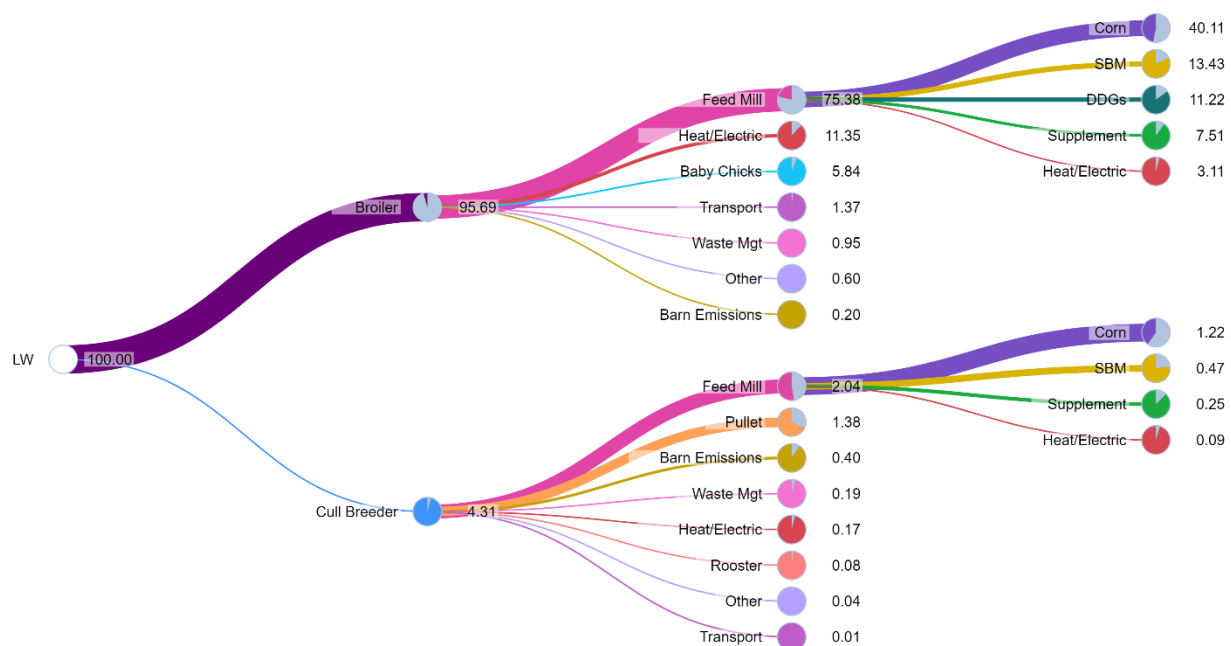 LW 100.00
Broiler 95.69
Feed Mill 75.38
Corn 40.11
SBM 13.43
DDGs 11.22
Supplement 7.51
Heat/Electric 3.11
Heat/Electric 11.35
Baby Chicks 5.84
Transport 1.37
Waste Mgt 0.95
Other 0.60
Barn Emissions 0.20
Cull Breeder 4.31
Feed Mill 2.04
Corn 1.22
SBM 0.47
Supplement 0.25
Heat/Electric 0.09
Pullet 1.38
Barn Emissions 0.40
Waste Mgt 0.19
Heat/Electric 0.17
Rooster 0.08
Other 0.04
Transport 0.01